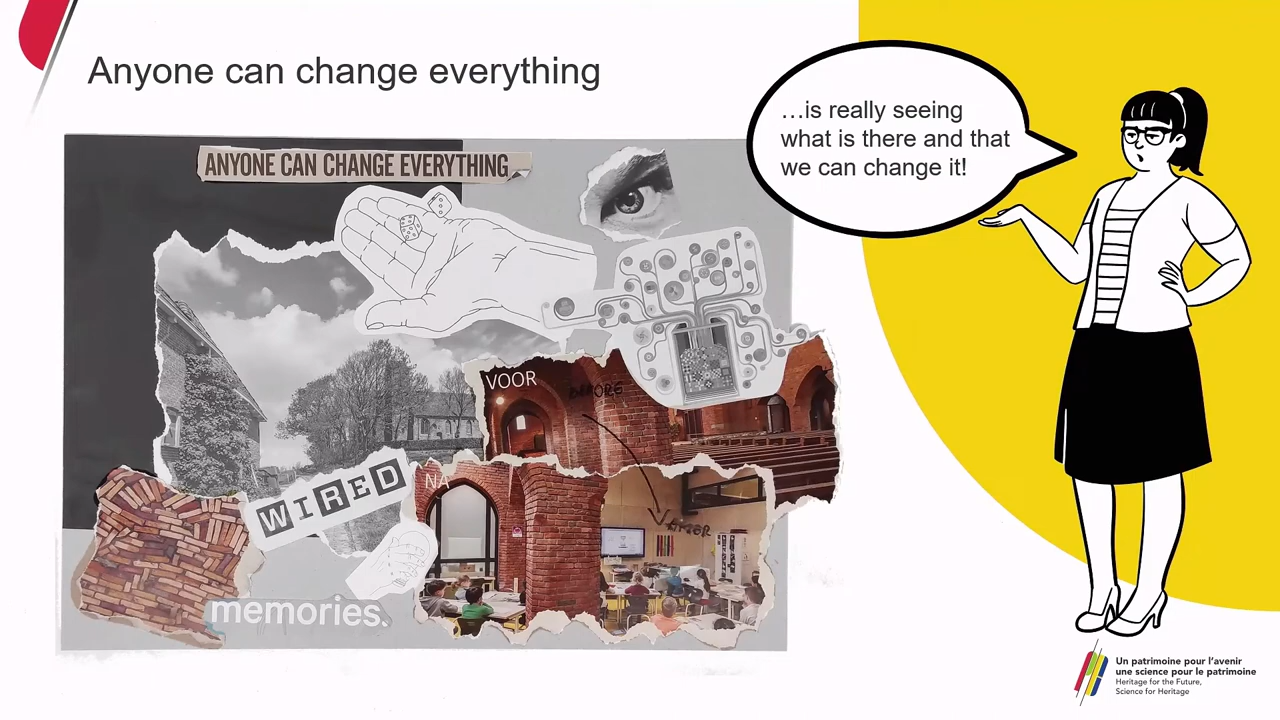 Anyone can change everything
…is really seeing
what is there and that
we can change it!
ANYONE CAN CHANGE EVERYTHING
VOOR
BEFORE
WIRED
NA
memories.
Un patrimoine pour l'avenir
une science pour le patrimoine
Heritage for the Future,
Science for Heritage